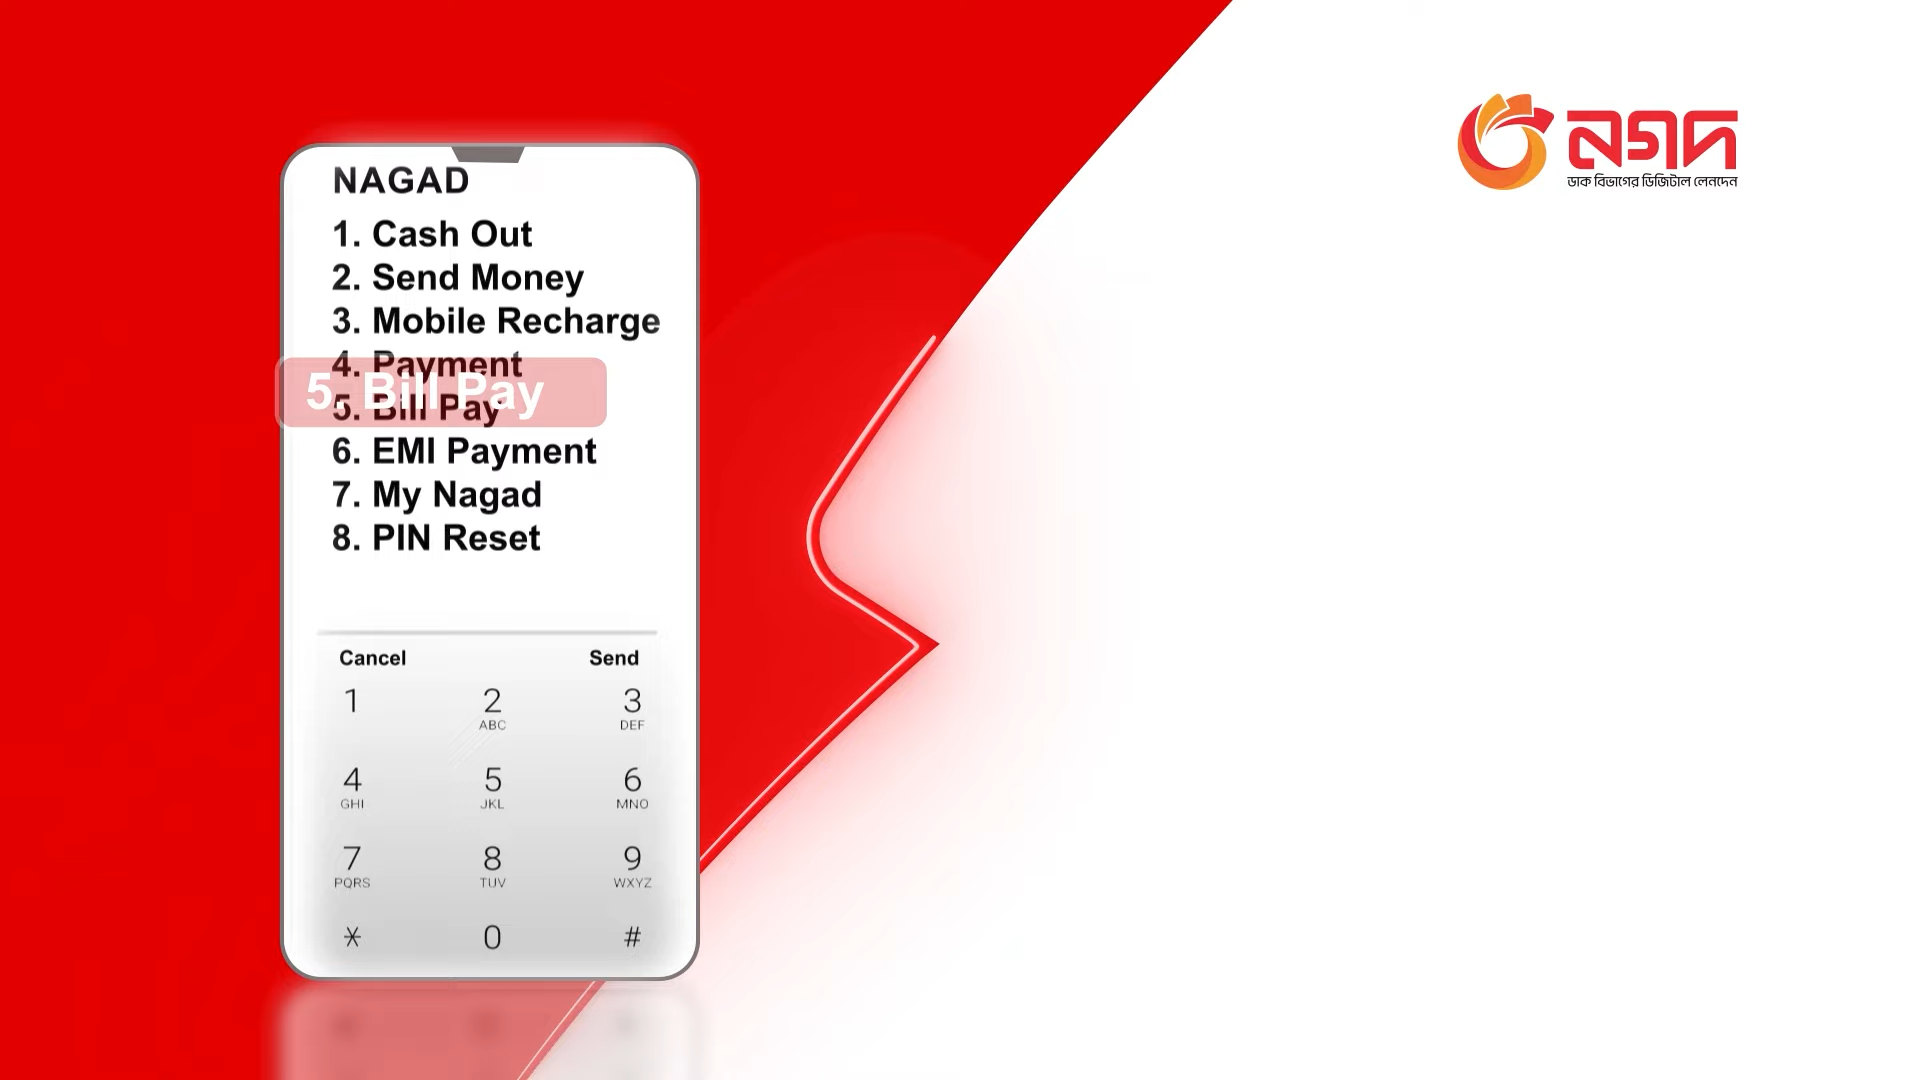 NAGAD
1. Cash Out
2. Send Money
3. Mobile Recharge
4. Payment
5. Bill Pay
5. Bill Pay
6. EMI Payment
7. My Nagad
8. PIN Reset
Cancel Send
1 2 3
ABC DEF
4 5 6
GHI JKL MNO
7 8 9
PQRS TUV WXYZ
* 0 #
নগদ
ডাক বিভাগের ডিজিটাল লেনদেন